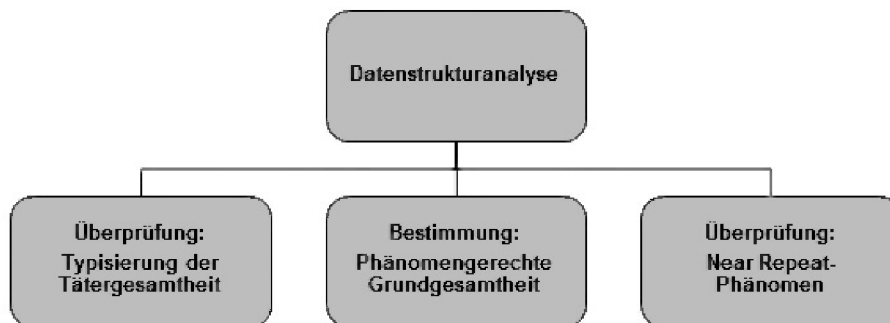 Datenstrukturanalyse
Überprüfung:
Typisierung der
Tätergesamtheit
Bestimmung:
Phänomengerechte
Grundgesamtheit
Überprüfung:
Near Repeat-
Phänomen